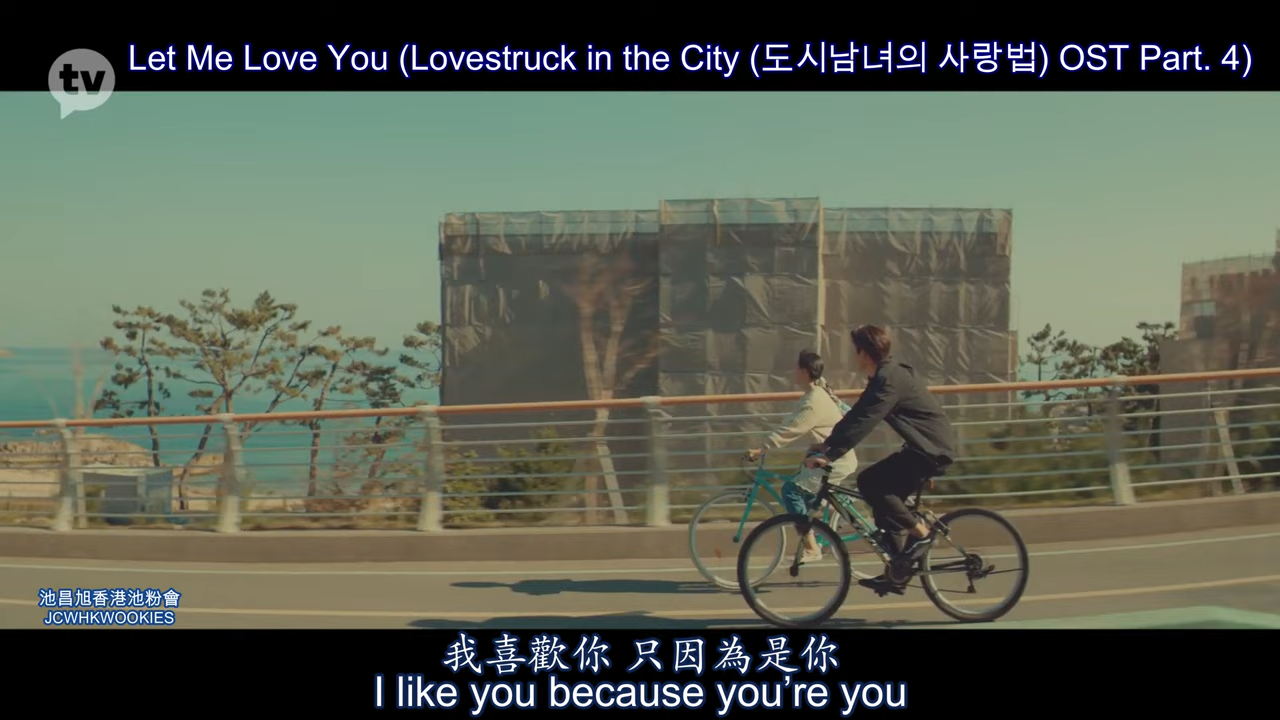 tv
Let Me Love You (Lovestruck in the City (도시남녀의 사랑법) OST Part. 4)
池昌旭香港池粉會
JCWHKWOOKIES
我喜歡你 只因為是你
I like you because you’re you